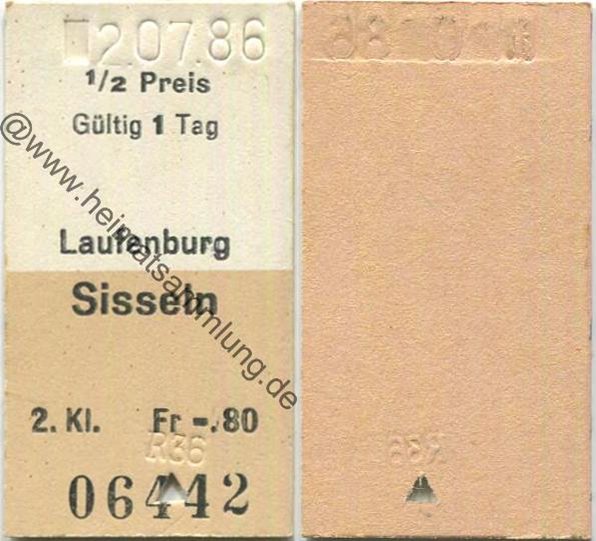 2.07.86
1/2 Preis
Gültig 1 Tag
Laufenburg
Sisseln
2. Kl. Fr -.80
R36
06442
@www.heimatsammlung.de